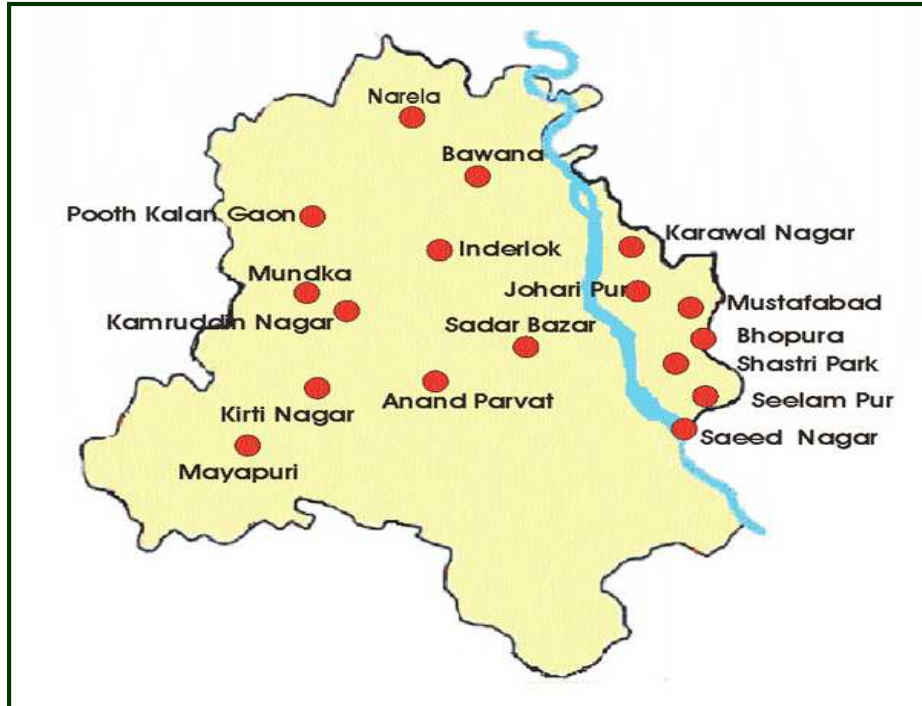 Narela
Bawana
Pooth Kalan Gaon
Karawal Nagar
Inderlok
Mundka
Johari Pur
Mustafabad
Kamruddin Nagar
Sadar Bazar
Bhopura
Shastri Park
Kirti Nagar
Anand Parvat
Seelam Pur
Saeed Nagar
Mayapuri